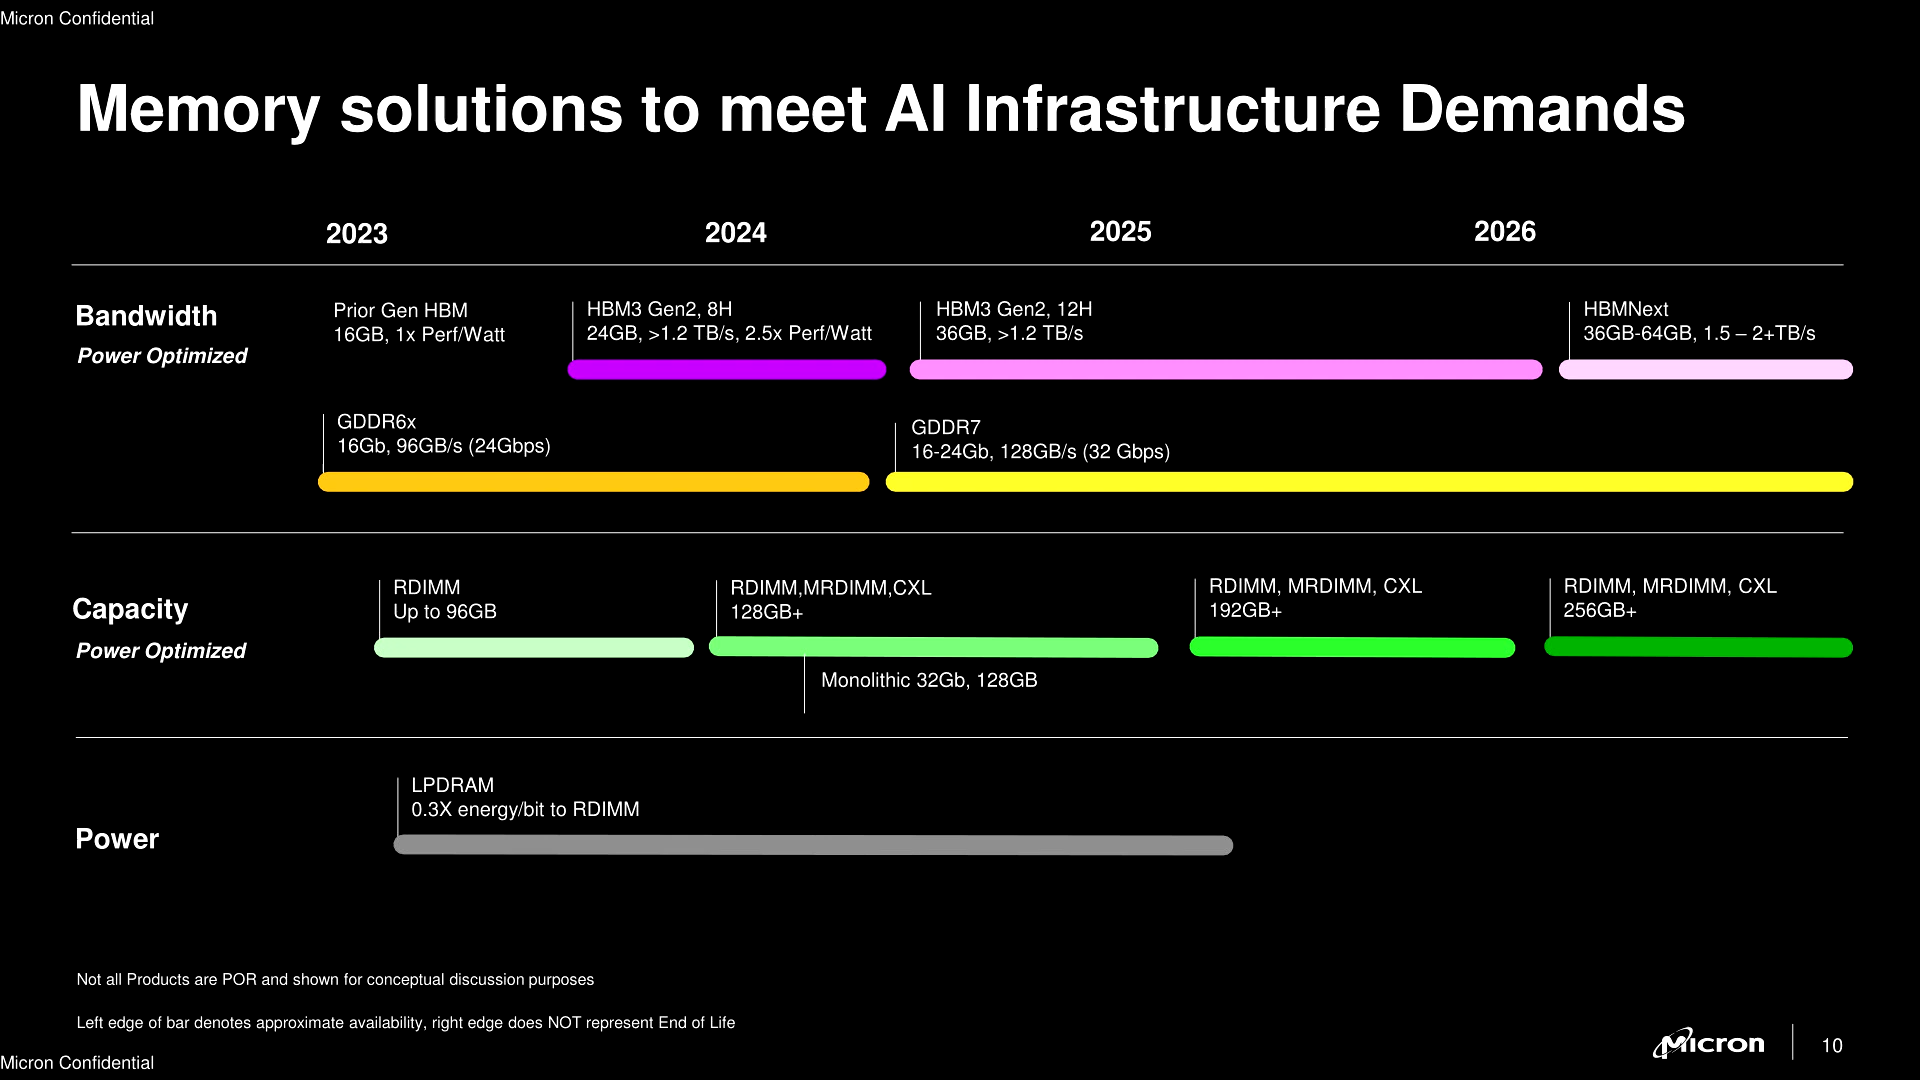 Micron Confidential
Memory solutions to meet AI Infrastructure Demands
2023 2024 2025 2026
Bandwidth
Power Optimized
Prior Gen HBM
16GB, 1x Perf/Watt
HBM3 Gen2, 8H
24GB, >1.2 TB/s, 2.5x Perf/Watt
HBM3 Gen2, 12H
36GB, >1.2 TB/s
HBMNext
36GB-64GB, 1.5 – 2+TB/s
GDDR6x
16Gb, 96GB/s (24Gbps)
GDDR7
16-24Gb, 128GB/s (32 Gbps)
Capacity
Power Optimized
RDIMM
Up to 96GB
RDIMM,MRDIMM,CXL
128GB+
RDIMM, MRDIMM, CXL
192GB+
RDIMM, MRDIMM, CXL
256GB+
Monolithic 32Gb, 128GB
Power
LPDRAM
0.3X energy/bit to RDIMM
Not all Products are POR and shown for conceptual discussion purposes
Left edge of bar denotes approximate availability, right edge does NOT represent End of Life
Micron Confidential
Micron
10